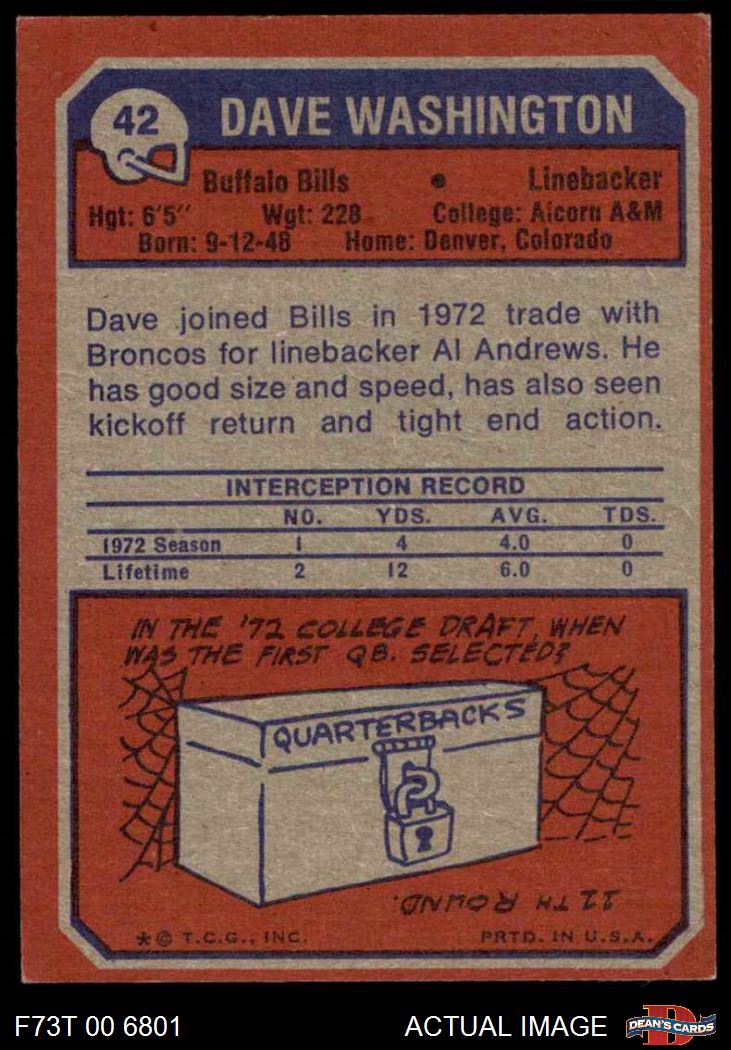 42
DAVE WASHINGTON
Buffalo Bills • Linebacker
Hgt: 6'5" Wgt: 228 College: Alcorn A&M
Born: 9-12-48 Home: Denver, Colorado
Dave joined Bills in 1972 trade with
Broncos for linebacker Al Andrews. He
has good size and speed, has also seen
kickoff return and tight end action.
INTERCEPTION RECORD
NO. YDS. AVG. TDS.
1972 Season 1 4 4.0 0
Lifetime 2 12 6.0 0
IN THE '72 COLLEGE DRAFT, WHEN
WAS THE FIRST QB. SELECTED?
QUARTERBACKS
11TH ROUND.
*© T.C.G., INC. PRTD. IN U.S.A.
F73T 00 6801 ACTUAL IMAGE
D
DEAN'S CARDS